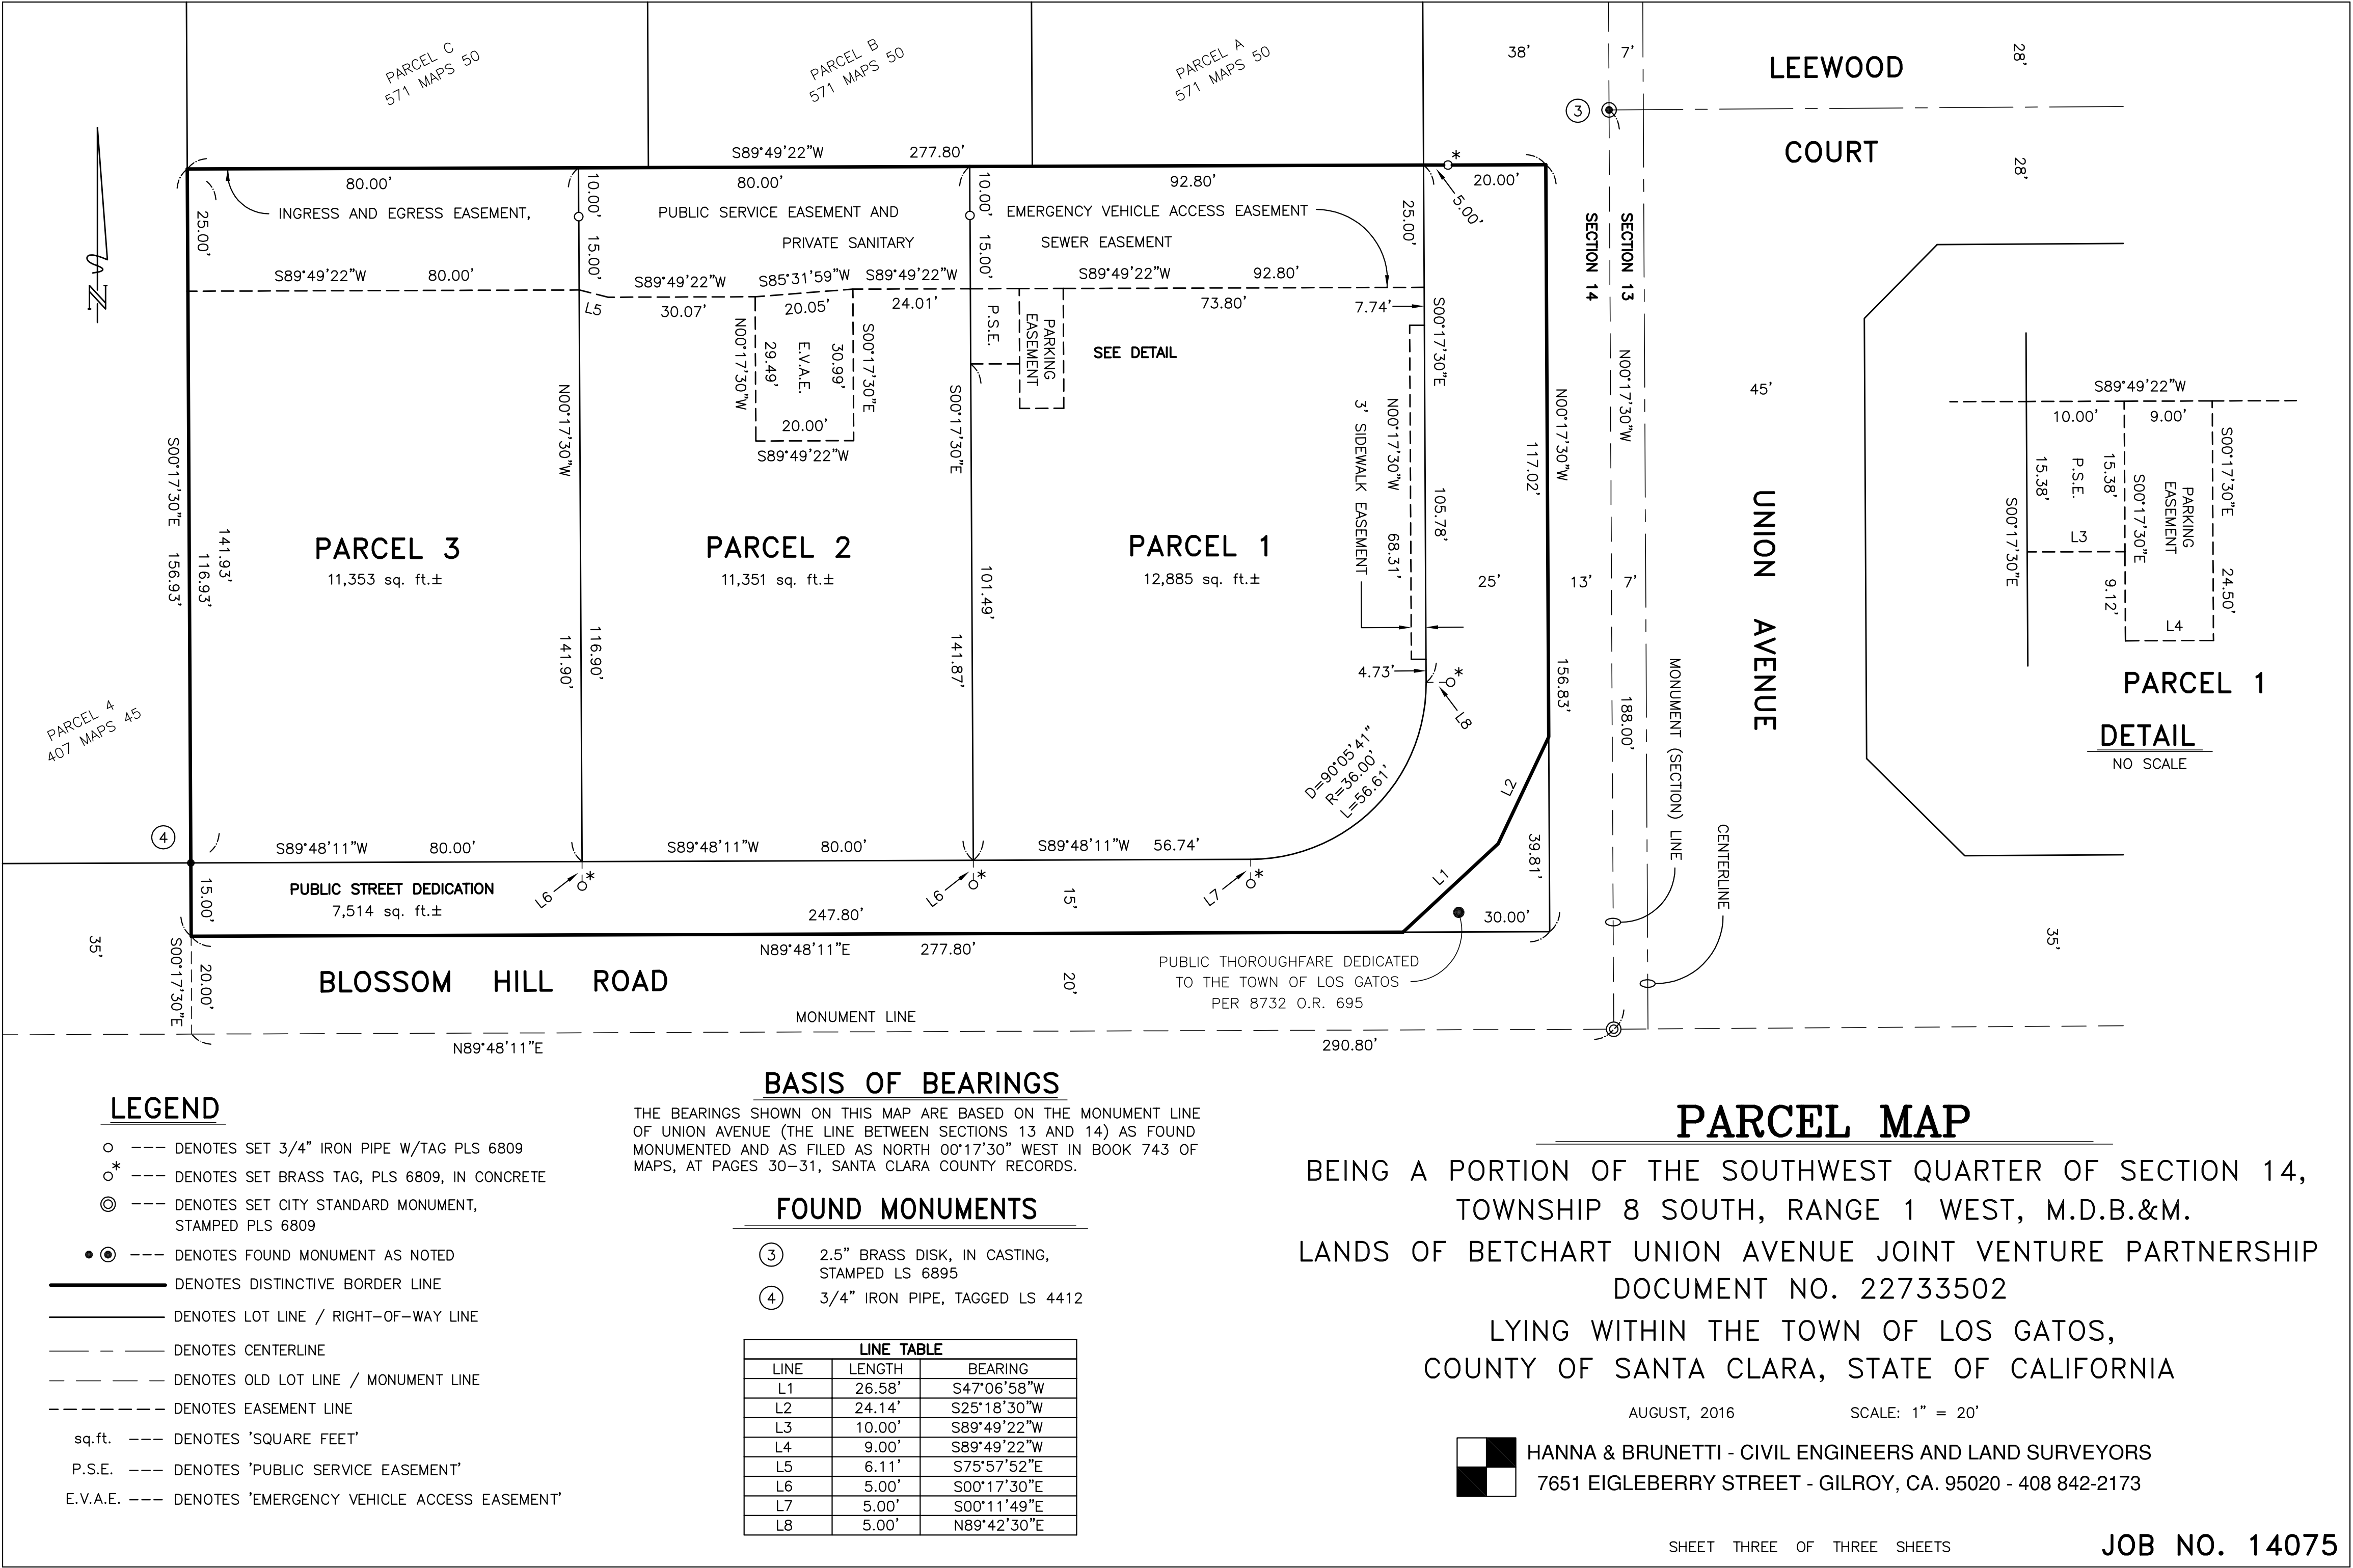 PARCEL C
571 MAPS 50
PARCEL B
571 MAPS 50
PARCEL A
571 MAPS 50
38'
7'
LEEWOOD
28'
3
COURT
28'
S89°49'22"W 277.80'
80.00'
80.00'
92.80'
20.00'
5.00'
25.00'
10.00'
10.00'
25.00'
INGRESS AND EGRESS EASEMENT,
PUBLIC SERVICE EASEMENT AND
EMERGENCY VEHICLE ACCESS EASEMENT
PRIVATE SANITARY
SEWER EASEMENT
15.00'
15.00'
SECTION 14
SECTION 13
S89°49'22"W 80.00'
S89°49'22"W
S85°31'59"W
S89°49'22"W
S89°49'22"W 92.80'
L5
30.07'
20.05'
24.01'
73.80'
7.74'
N00°17'30"W
29.49'
E.V.A.E.
30.99'
S00°17'30"E
20.00'
S89°49'22"W
P.S.E.
PARKING
EASEMENT
SEE DETAIL
S00°17'30"E
105.78'
3' SIDEWALK EASEMENT
N00°17'30"W 68.31'
N00°17'30"W
117.02'
156.83'
N00°17'30"W
188.00'
45'
UNION AVENUE
S00°17'30"E 156.93'
141.93'
116.93'
N00°17'30"W
141.90'
116.90'
S00°17'30"E
141.87'
101.49'
PARCEL 3
11,353 sq. ft.±
PARCEL 2
11,351 sq. ft.±
PARCEL 1
12,885 sq. ft.±
25'
13'
7'
4.73'
L8
MONUMENT (SECTION) LINE
CENTERLINE
D=90°05'41"
R=36.00'
L=56.61'
L2
L1
39.81'
30.00'
PARCEL 4
407 MAPS 45
4
S89°48'11"W 80.00'
S89°48'11"W 80.00'
S89°48'11"W 56.74'
L6
L6
L7
PUBLIC STREET DEDICATION
7,514 sq. ft.±
15.00'
15'
247.80'
N89°48'11"E 277.80'
35'
S00°17'30"E
20.00'
BLOSSOM HILL ROAD
20'
PUBLIC THOROUGHFARE DEDICATED
TO THE TOWN OF LOS GATOS
PER 8732 O.R. 695
35'
MONUMENT LINE
N89°48'11"E
290.80'
S89°49'22"W
10.00'
9.00'
15.38'
P.S.E.
15.38'
S00°17'30"E
PARKING
EASEMENT
S00°17'30"E
24.50'
S00°17'30"E
L3
9.12'
L4
PARCEL 1
DETAIL
NO SCALE
LEGEND
--- DENOTES SET 3/4" IRON PIPE W/TAG PLS 6809
* --- DENOTES SET BRASS TAG, PLS 6809, IN CONCRETE
--- DENOTES SET CITY STANDARD MONUMENT,
STAMPED PLS 6809
--- DENOTES FOUND MONUMENT AS NOTED
DENOTES DISTINCTIVE BORDER LINE
DENOTES LOT LINE / RIGHT-OF-WAY LINE
DENOTES CENTERLINE
DENOTES OLD LOT LINE / MONUMENT LINE
DENOTES EASEMENT LINE
sq.ft. --- DENOTES 'SQUARE FEET'
P.S.E. --- DENOTES 'PUBLIC SERVICE EASEMENT'
E.V.A.E. --- DENOTES 'EMERGENCY VEHICLE ACCESS EASEMENT'
BASIS OF BEARINGS
THE BEARINGS SHOWN ON THIS MAP ARE BASED ON THE MONUMENT LINE
OF UNION AVENUE (THE LINE BETWEEN SECTIONS 13 AND 14) AS FOUND
MONUMENTED AND AS FILED AS NORTH 00°17'30" WEST IN BOOK 743 OF
MAPS, AT PAGES 30-31, SANTA CLARA COUNTY RECORDS.
FOUND MONUMENTS
3 2.5" BRASS DISK, IN CASTING,
STAMPED LS 6895
4 3/4" IRON PIPE, TAGGED LS 4412
LINE TABLE
LINE LENGTH BEARING
L1 26.58' S47°06'58"W
L2 24.14' S25°18'30"W
L3 10.00' S89°49'22"W
L4 9.00' S89°49'22"W
L5 6.11' S75°57'52"E
L6 5.00' S00°17'30"E
L7 5.00' S00°11'49"E
L8 5.00' N89°42'30"E
PARCEL MAP
BEING A PORTION OF THE SOUTHWEST QUARTER OF SECTION 14,
TOWNSHIP 8 SOUTH, RANGE 1 WEST, M.D.B.&M.
LANDS OF BETCHART UNION AVENUE JOINT VENTURE PARTNERSHIP
DOCUMENT NO. 22733502
LYING WITHIN THE TOWN OF LOS GATOS,
COUNTY OF SANTA CLARA, STATE OF CALIFORNIA
AUGUST, 2016 SCALE: 1" = 20'
HANNA & BRUNETTI - CIVIL ENGINEERS AND LAND SURVEYORS
7651 EIGLEBERRY STREET - GILROY, CA. 95020 - 408 842-2173
SHEET THREE OF THREE SHEETS
JOB NO. 14075